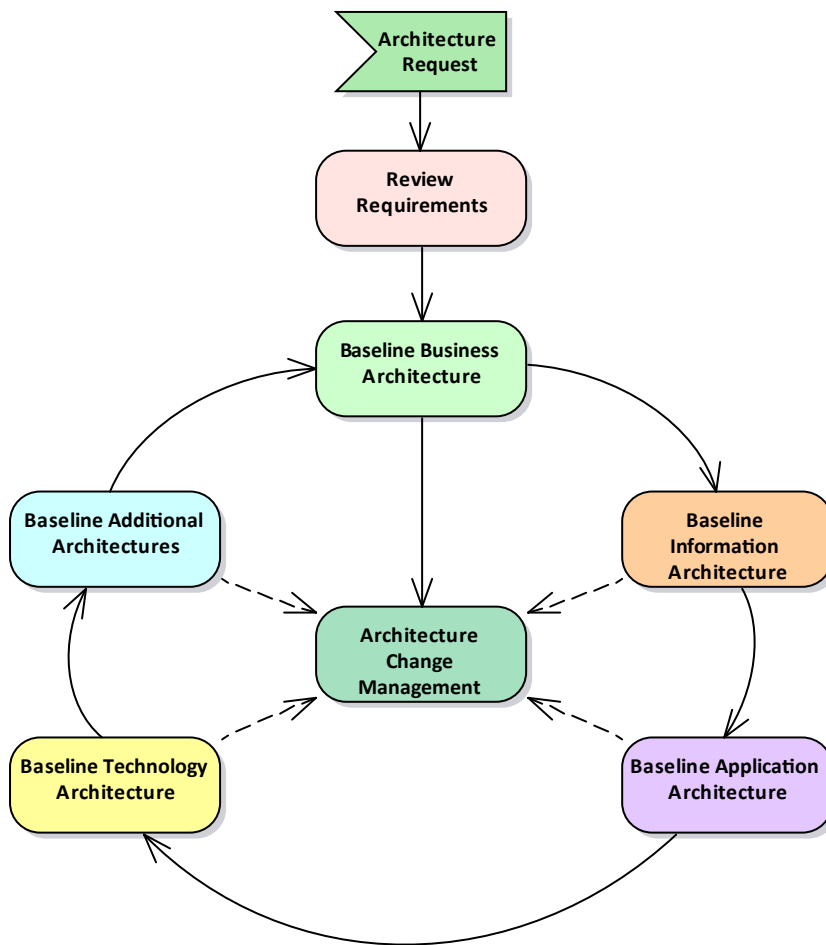 Architecture
Request
Review
Requirements
Baseline Business
Architecture
Baseline Additional
Architectures
Baseline
Information
Architecture
Architecture
Change
Management
Baseline Technology
Architecture
Baseline Application
Architecture